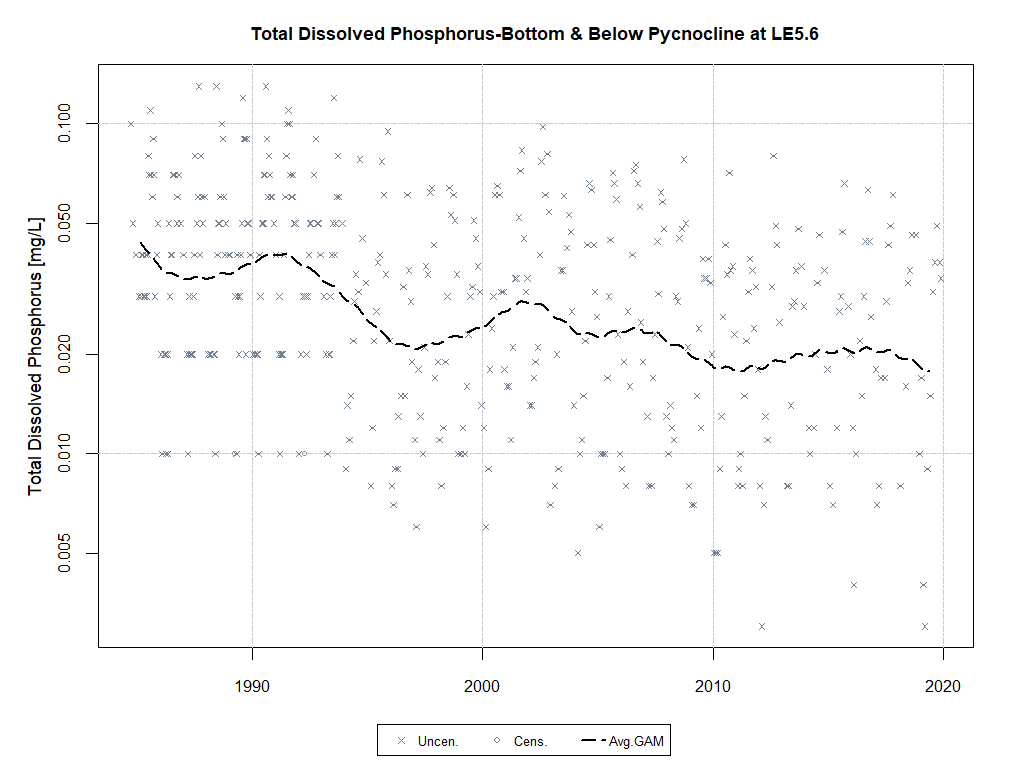 Total Dissolved Phosphorus-Bottom & Below Pycnocline at LE5.6
Total Dissolved Phosphorus [mg/L]
0.100
0.050
0.020
0.010
0.005
1990 2000 2010 2020
Uncen. Cens. Avg.GAM